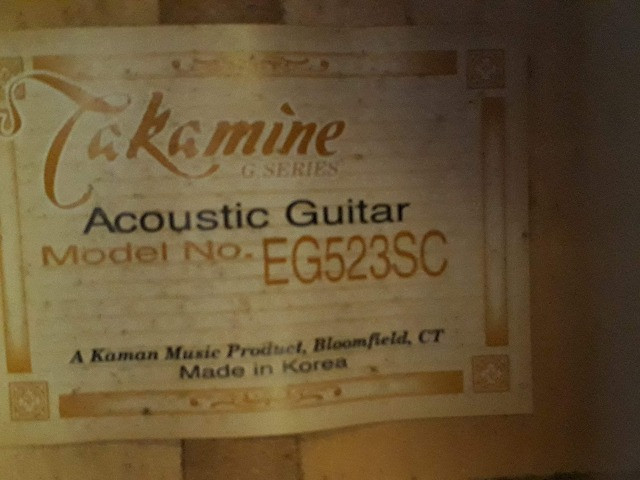 Takamine
G SERIES
Acoustic Guitar
Model No. EG523SC
A Kaman Music Product, Bloomfield, CT
Made in Korea